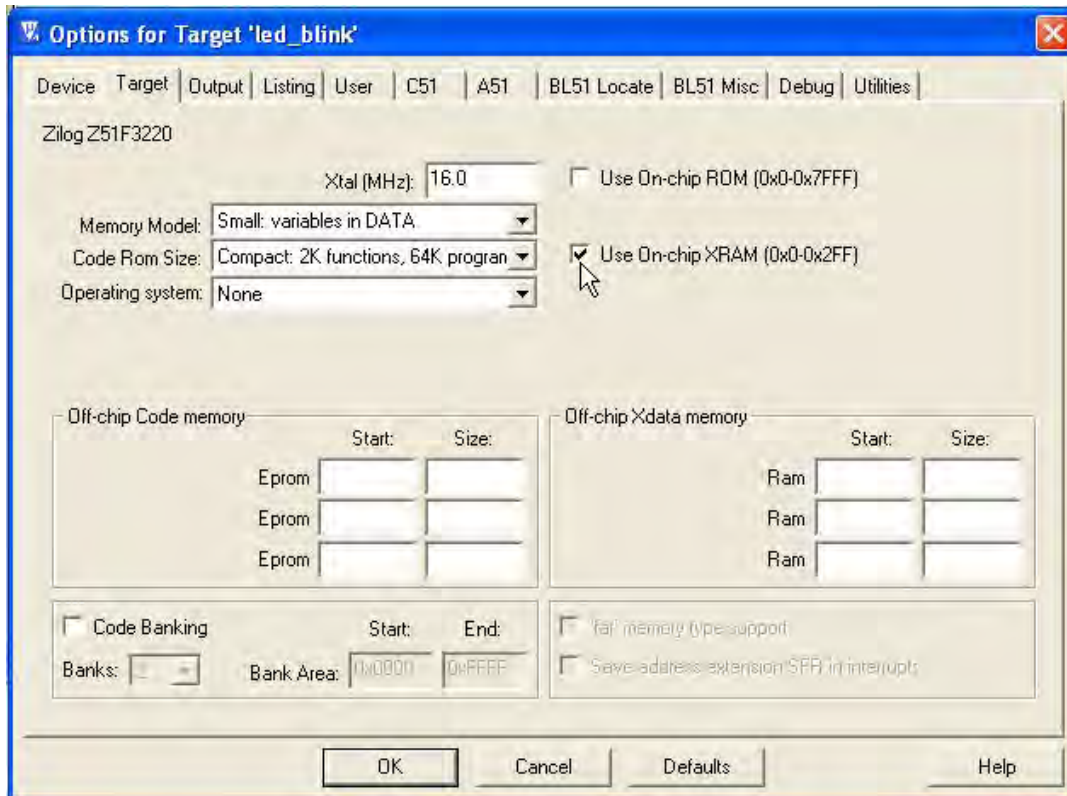 Options for Target 'led_blink'
Device Target Output Listing User C51 A51 BL51 Locate BL51 Misc Debug Utilities
Zilog Z51F3220
Xtal (MHz): 16.0 Use On-chip ROM (0x0-0x7FFF)
Memory Model: Small: variables in DATA
Code Rom Size: Compact: 2K functions, 64K program Use On-chip XRAM (0x0-0x2FF)
Operating system: None
Off-chip Code memory Off-chip Xdata memory
Start: Size: Start: Size:
Eprom Ram
Eprom Ram
Eprom Ram
Code Banking Start: End: 'far' memory type support
Banks: Bank Area: 0x0000 0xFFFF Save address extension SFR in interrupts
OK Cancel Defaults Help